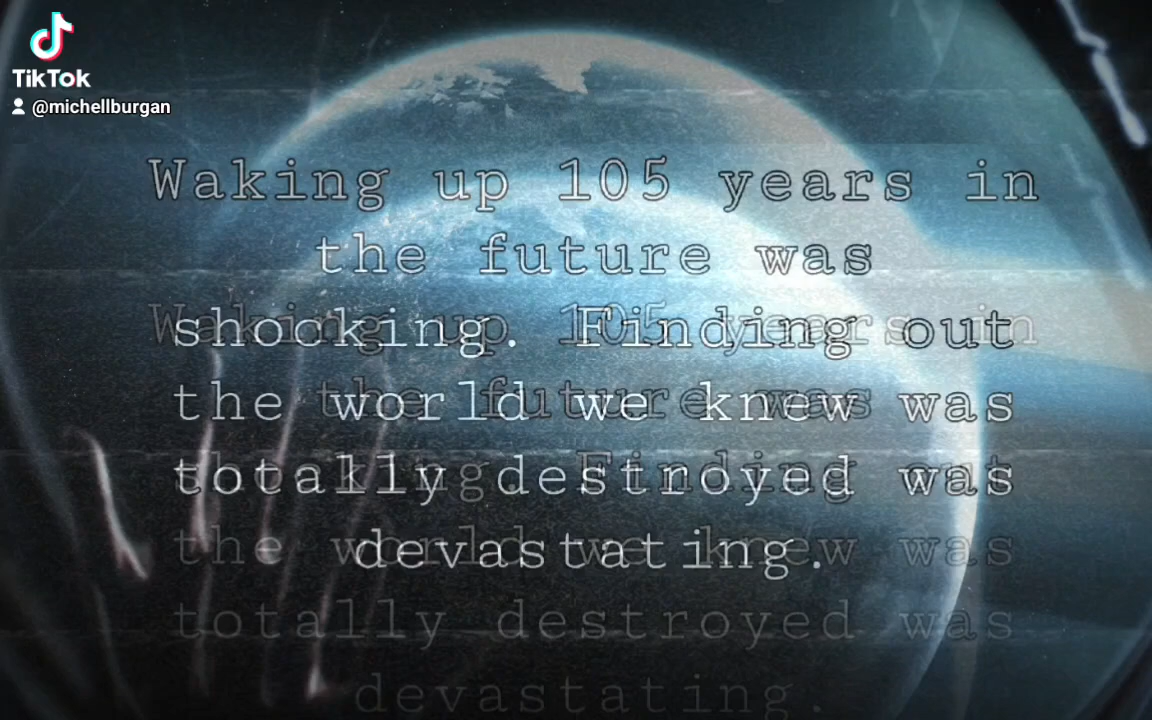 TikTok
@michellburgan
Waking up 105 years in
the future was
shocking. Finding out
the world we knew was
totally destroyed was
devastating.